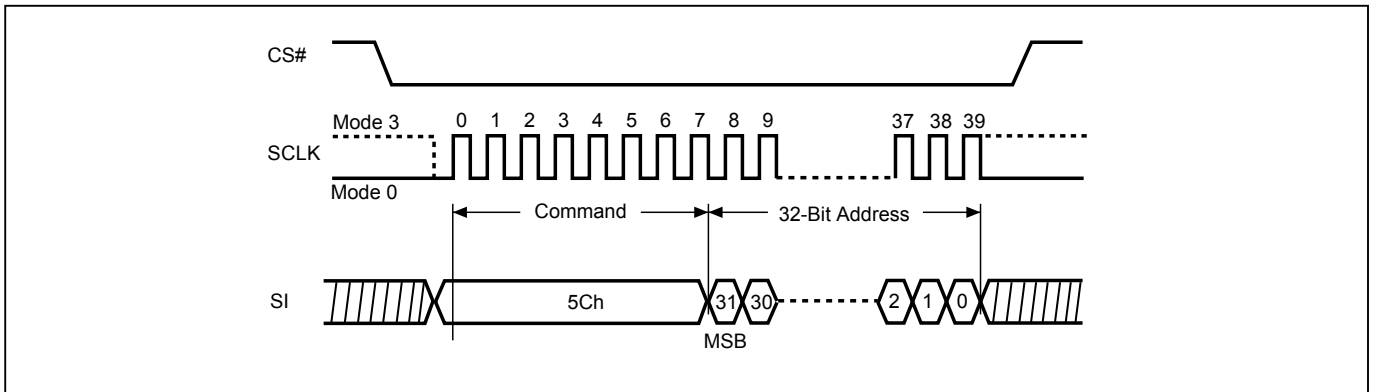 CS#
Mode 3
0 1 2 3 4 5 6 7 8 9 37 38 39
SCLK
Mode 0
Command 32-Bit Address
SI 5Ch 31 30 2 1 0
MSB